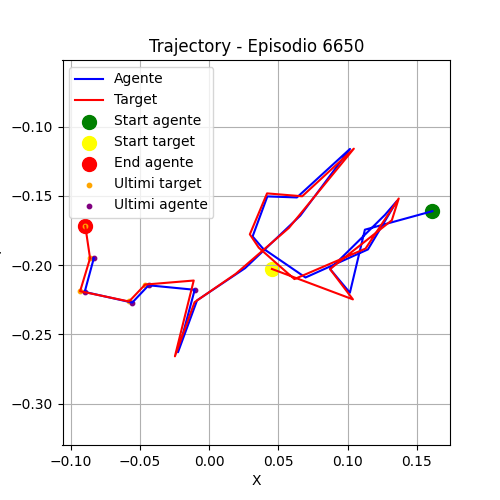 Trajectory - Episodio 6650
Agente
Target
Start agente
Start target
End agente
Ultimi target
Ultimi agente
−0.10
−0.15
−0.20
−0.25
−0.30
−0.10
−0.05
0.00
0.05
0.10
0.15
X